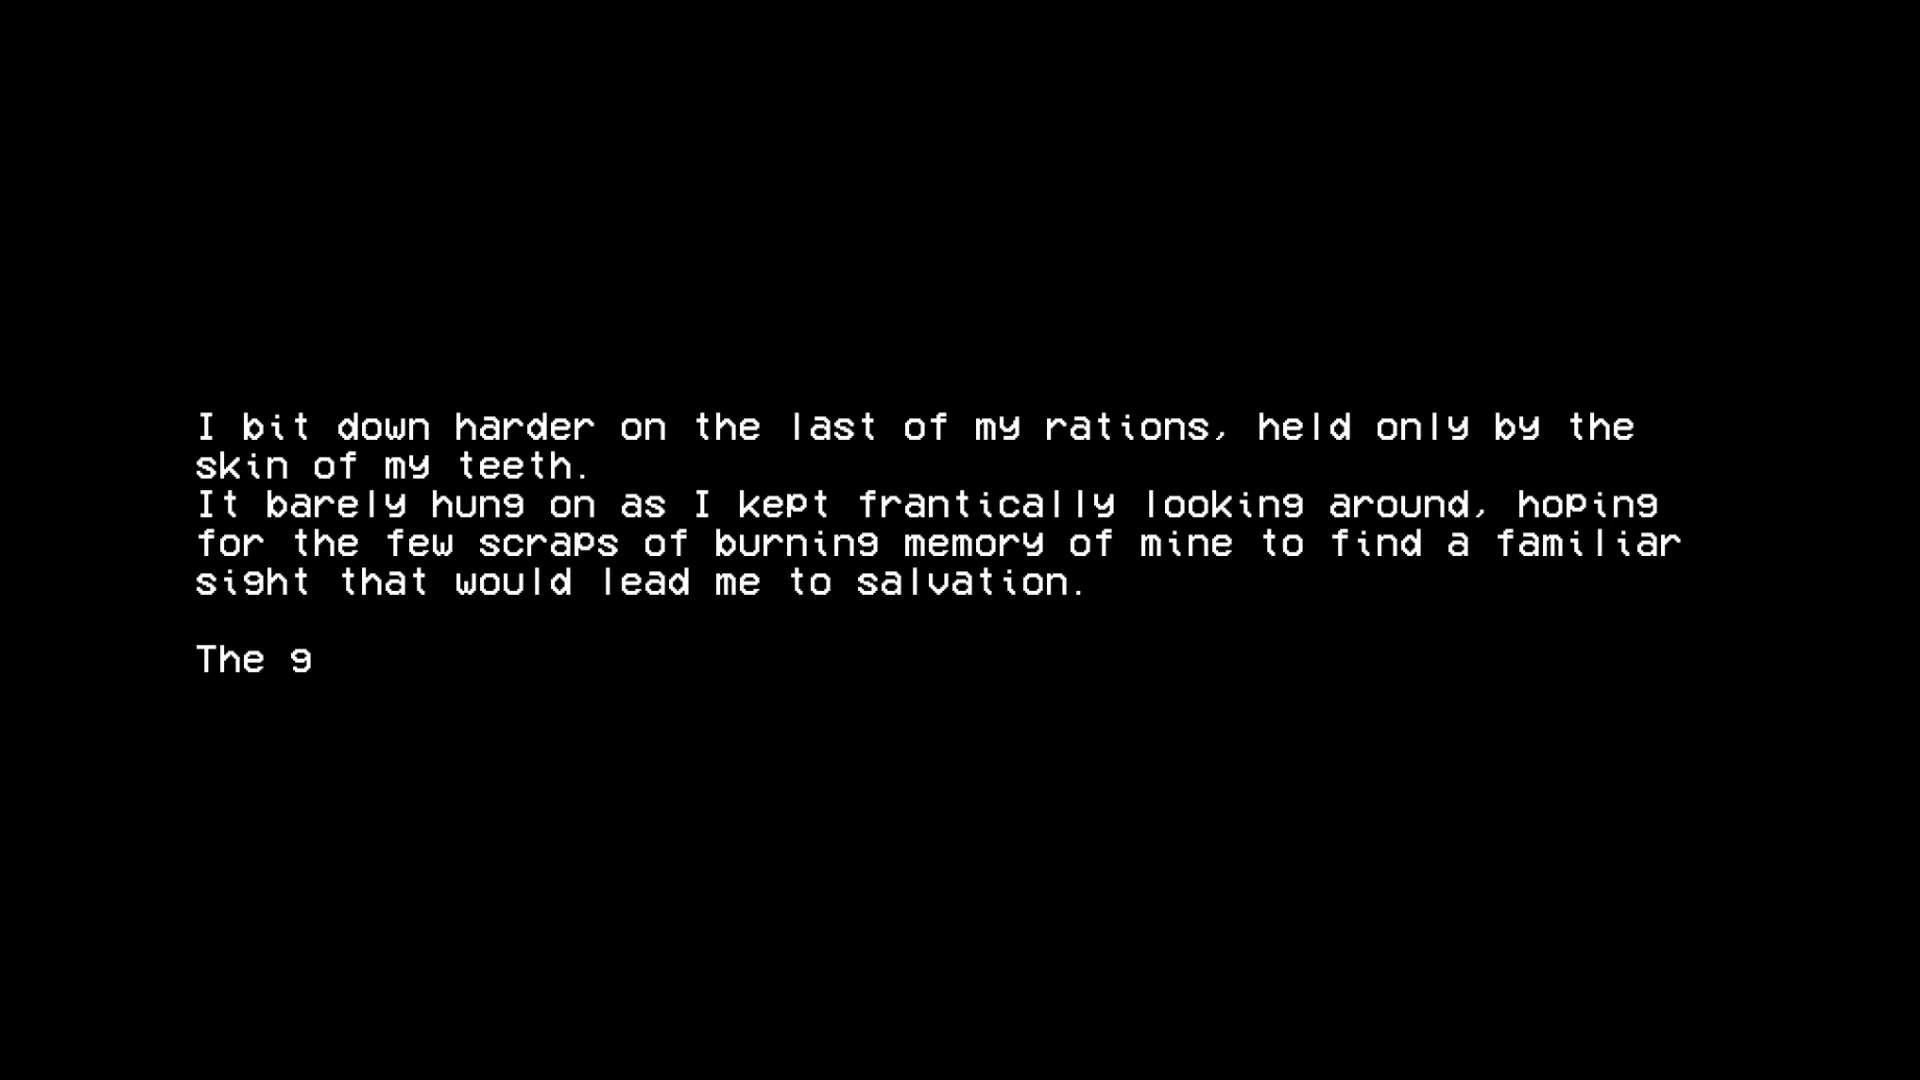 I bit down harder on the last of my rations, held only by the
skin of my teeth.
It barely hung on as I kept frantically looking around, hoping
for the few scraps of burning memory of mine to find a familiar
sight that would lead me to salvation.
The g